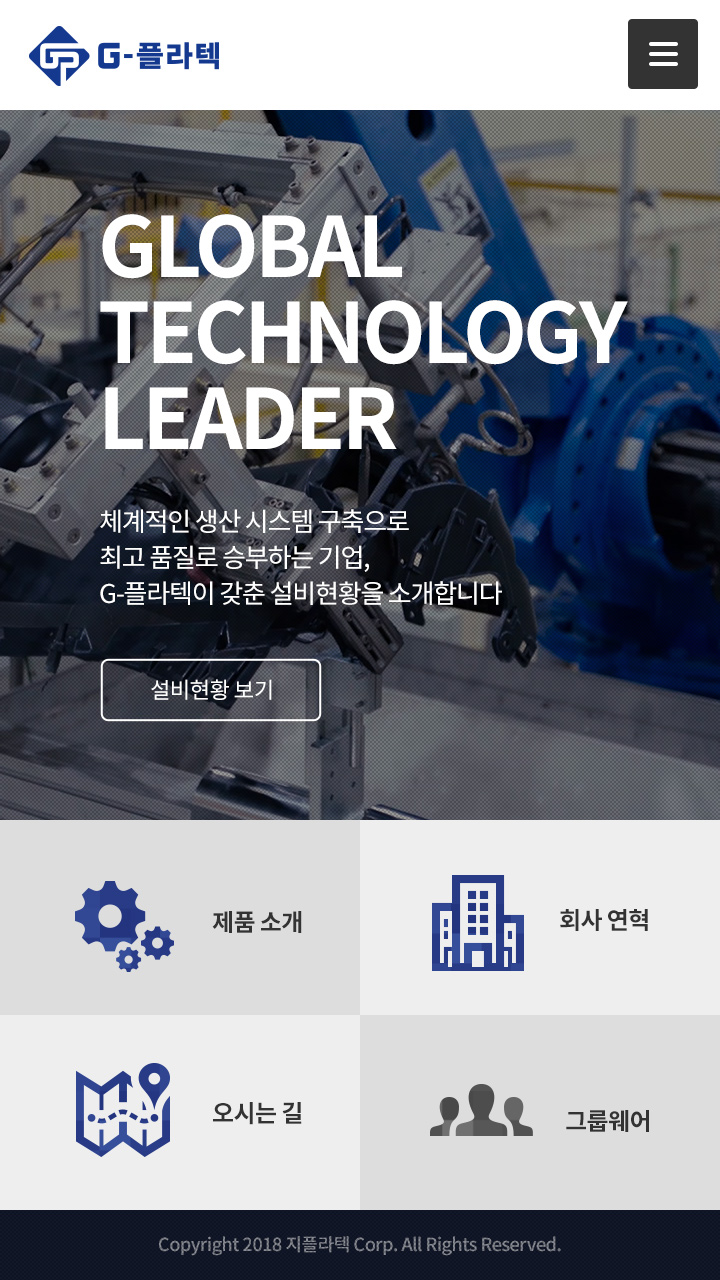 G-플라텍
GLOBAL
TECHNOLOGY
LEADER
체계적인 생산 시스템 구축으로
최고 품질로 승부하는 기업,
G-플라텍이 갖춘 설비현황을 소개합니다
설비현황 보기
제품 소개
회사 연혁
오시는 길
그룹웨어
Copyright 2018 지플라텍 Corp. All Rights Reserved.